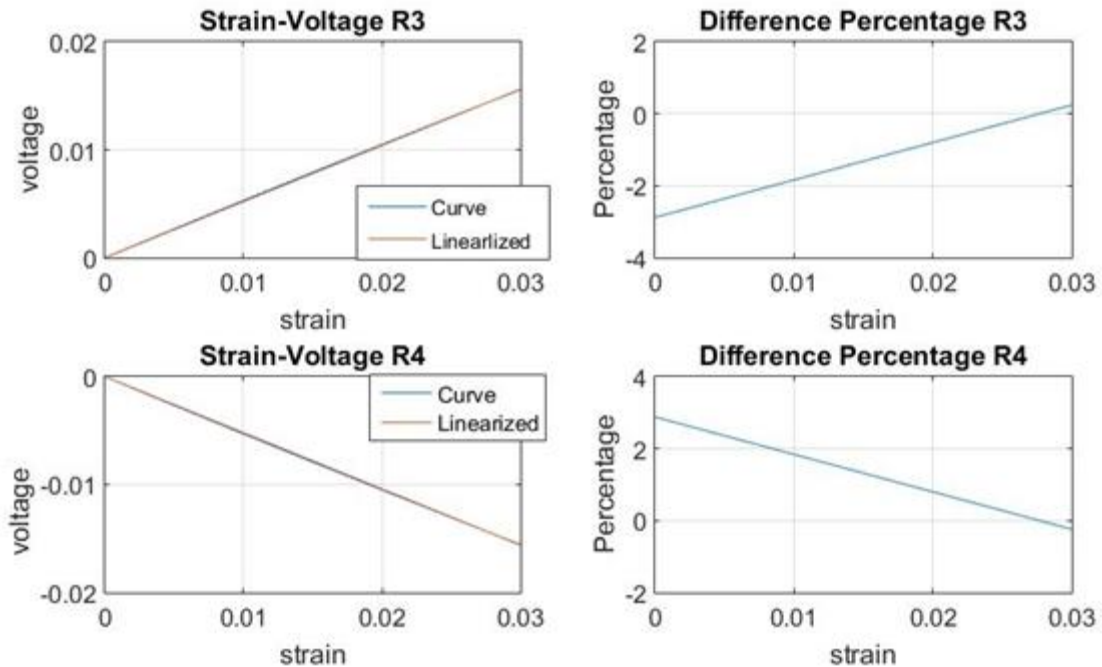 Strain-Voltage R3
0.02
0.01
0
voltage
Curve
Linearlized
0 0.01 0.02 0.03
strain
Difference Percentage R3
2
0
-2
-4
Percentage
0 0.01 0.02 0.03
strain
Strain-Voltage R4
0
-0.01
-0.02
voltage
Curve
Linearized
0 0.01 0.02 0.03
strain
Difference Percentage R4
4
2
0
-2
Percentage
0 0.01 0.02 0.03
strain